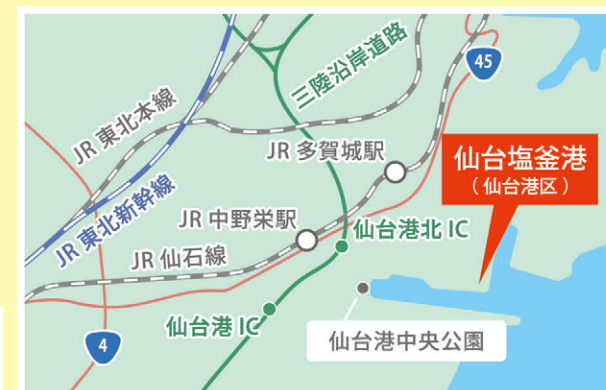 三陸沿岸道路
45
JR 東北本線
JR 多賀城駅
仙台塩釜港
（仙台港区）
JR 東北新幹線
JR 中野栄駅
仙台港北 IC
JR 仙石線
仙台港 IC
仙台港中央公園
4